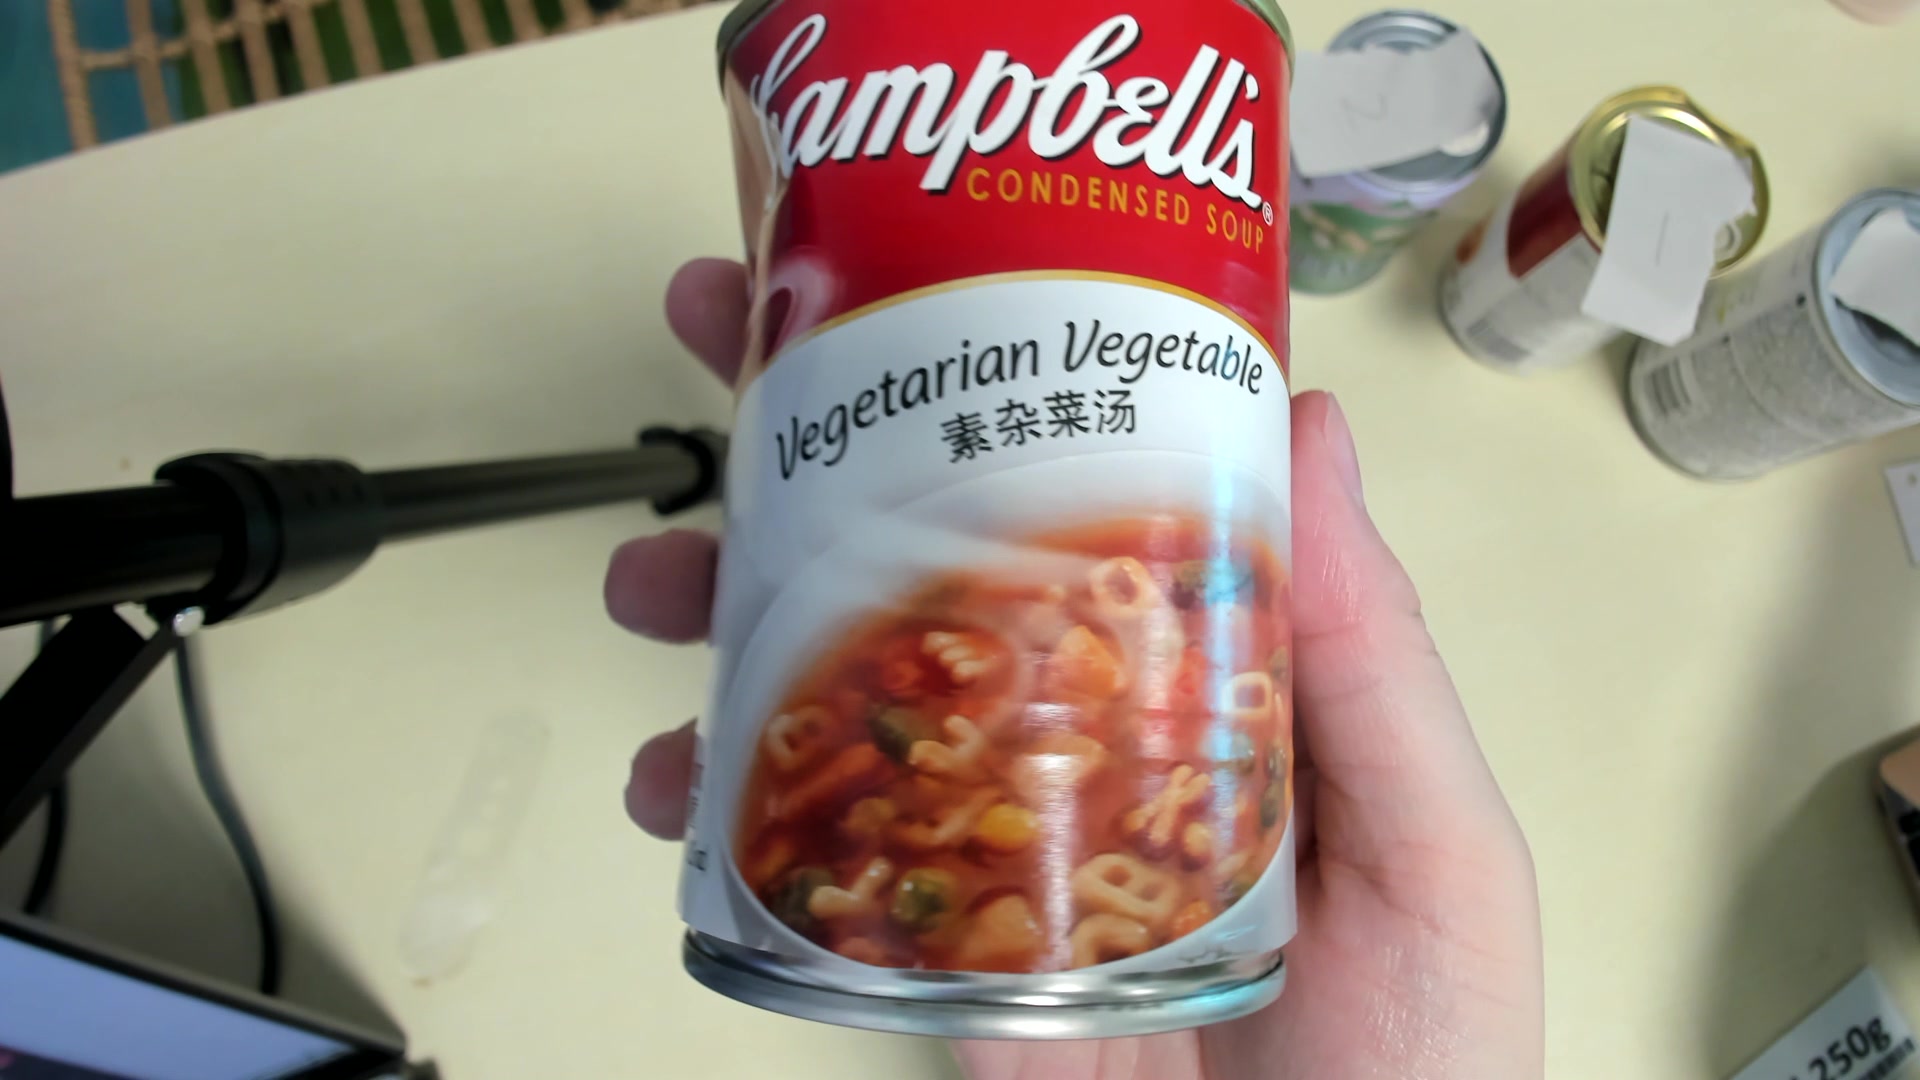 Campbell's®
CONDENSED SOUP
Vegetarian Vegetable
素杂菜汤
250g